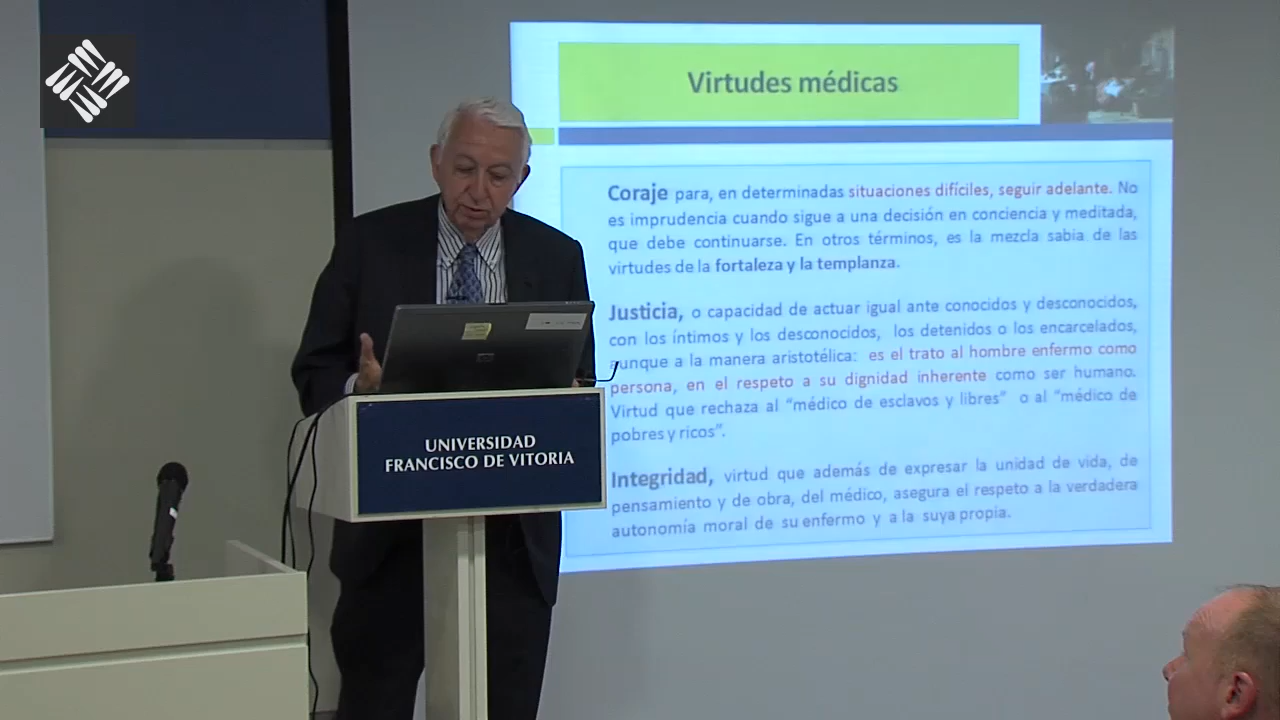 Virtudes médicas
Coraje para, en determinadas situaciones difíciles, seguir adelante. No
es imprudencia cuando sigue a una decisión en conciencia y meditada,
que debe continuarse. En otros términos, es la mezcla sabia de las
virtudes de la fortaleza y la templanza.
Justicia, o capacidad de actuar igual ante conocidos y desconocidos,
con los íntimos y los desconocidos, los detenidos o los encarcelados,
aunque a la manera aristotélica: es el trato al hombre enfermo como
persona, en el respeto a su dignidad inherente como ser humano.
Virtud que rechaza al “médico de esclavos y libres” o al “médico de
pobres y ricos”.
Integridad, virtud que además de expresar la unidad de vida, de
pensamiento y de obra, del médico, asegura el respeto a la verdadera
autonomía moral de su enfermo y a la suya propia.
UNIVERSIDAD
FRANCISCO DE VITORIA